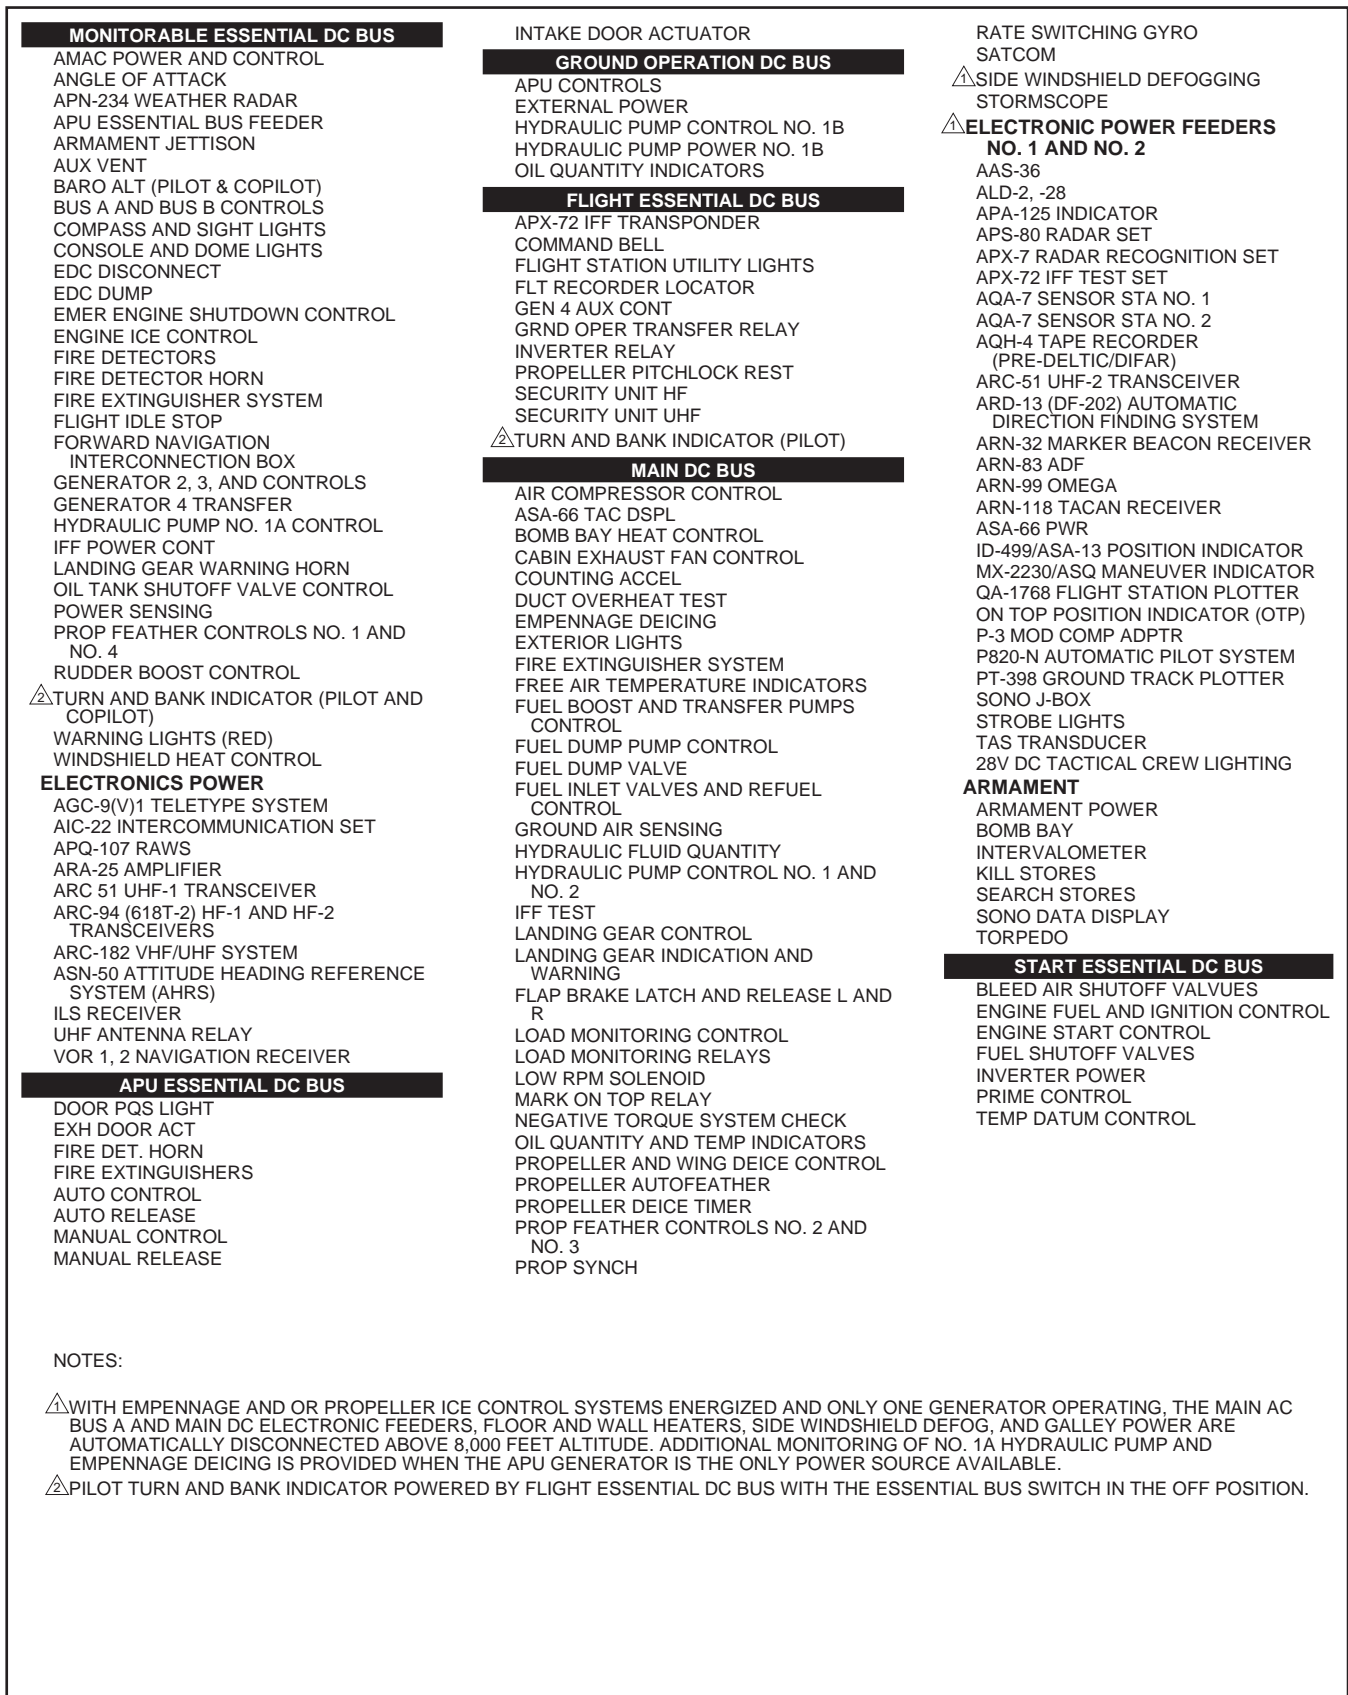 MONITORABLE ESSENTIAL DC BUS
AMAC POWER AND CONTROL
ANGLE OF ATTACK
APN-234 WEATHER RADAR
APU ESSENTIAL BUS FEEDER
ARMAMENT JETTISON
AUX VENT
BARO ALT (PILOT & COPILOT)
BUS A AND BUS B CONTROLS
COMPASS AND SIGHT LIGHTS
CONSOLE AND DOME LIGHTS
EDC DISCONNECT
EDC DUMP
EMER ENGINE SHUTDOWN CONTROL
ENGINE ICE CONTROL
FIRE DETECTORS
FIRE DETECTOR HORN
FIRE EXTINGUISHER SYSTEM
FLIGHT IDLE STOP
FORWARD NAVIGATION
INTERCONNECTION BOX
GENERATOR 2, 3, AND CONTROLS
GENERATOR 4 TRANSFER
HYDRAULIC PUMP NO. 1A CONTROL
IFF POWER CONT
LANDING GEAR WARNING HORN
OIL TANK SHUTOFF VALVE CONTROL
POWER SENSING
PROP FEATHER CONTROLS NO. 1 AND
NO. 4
RUDDER BOOST CONTROL
2 TURN AND BANK INDICATOR (PILOT AND
COPILOT)
WARNING LIGHTS (RED)
WINDSHIELD HEAT CONTROL
ELECTRONICS POWER
AGC-9(V)1 TELETYPE SYSTEM
AIC-22 INTERCOMMUNICATION SET
APQ-107 RAWS
ARA-25 AMPLIFIER
ARC 51 UHF-1 TRANSCEIVER
ARC-94 (618T-2) HF-1 AND HF-2
TRANSCEIVERS
ARC-182 VHF/UHF SYSTEM
ASN-50 ATTITUDE HEADING REFERENCE
SYSTEM (AHRS)
ILS RECEIVER
UHF ANTENNA RELAY
VOR 1, 2 NAVIGATION RECEIVER
APU ESSENTIAL DC BUS
DOOR PQS LIGHT
EXH DOOR ACT
FIRE DET. HORN
FIRE EXTINGUISHERS
AUTO CONTROL
AUTO RELEASE
MANUAL CONTROL
MANUAL RELEASE
INTAKE DOOR ACTUATOR
GROUND OPERATION DC BUS
APU CONTROLS
EXTERNAL POWER
HYDRAULIC PUMP CONTROL NO. 1B
HYDRAULIC PUMP POWER NO. 1B
OIL QUANTITY INDICATORS
FLIGHT ESSENTIAL DC BUS
APX-72 IFF TRANSPONDER
COMMAND BELL
FLIGHT STATION UTILITY LIGHTS
FLT RECORDER LOCATOR
GEN 4 AUX CONT
GRND OPER TRANSFER RELAY
INVERTER RELAY
PROPELLER PITCHLOCK REST
SECURITY UNIT HF
SECURITY UNIT UHF
2 TURN AND BANK INDICATOR (PILOT)
MAIN DC BUS
AIR COMPRESSOR CONTROL
ASA-66 TAC DSPL
BOMB BAY HEAT CONTROL
CABIN EXHAUST FAN CONTROL
COUNTING ACCEL
DUCT OVERHEAT TEST
EMPENNAGE DEICING
EXTERIOR LIGHTS
FIRE EXTINGUISHER SYSTEM
FREE AIR TEMPERATURE INDICATORS
FUEL BOOST AND TRANSFER PUMPS
CONTROL
FUEL DUMP PUMP CONTROL
FUEL DUMP VALVE
FUEL INLET VALVES AND REFUEL
CONTROL
GROUND AIR SENSING
HYDRAULIC FLUID QUANTITY
HYDRAULIC PUMP CONTROL NO. 1 AND
NO. 2
IFF TEST
LANDING GEAR CONTROL
LANDING GEAR INDICATION AND
WARNING
FLAP BRAKE LATCH AND RELEASE L AND
R
LOAD MONITORING CONTROL
LOAD MONITORING RELAYS
LOW RPM SOLENOID
MARK ON TOP RELAY
NEGATIVE TORQUE SYSTEM CHECK
OIL QUANTITY AND TEMP INDICATORS
PROPELLER AND WING DEICE CONTROL
PROPELLER AUTOFEATHER
PROPELLER DEICE TIMER
PROP FEATHER CONTROLS NO. 2 AND
NO. 3
PROP SYNCH
RATE SWITCHING GYRO
SATCOM
1 SIDE WINDSHIELD DEFOGGING
STORMSCOPE
1 ELECTRONIC POWER FEEDERS
NO. 1 AND NO. 2
AAS-36
ALD-2, -28
APA-125 INDICATOR
APS-80 RADAR SET
APX-7 RADAR RECOGNITION SET
APX-72 IFF TEST SET
AQA-7 SENSOR STA NO. 1
AQA-7 SENSOR STA NO. 2
AQH-4 TAPE RECORDER
(PRE-DELTIC/DIFAR)
ARC-51 UHF-2 TRANSCEIVER
ARD-13 (DF-202) AUTOMATIC
DIRECTION FINDING SYSTEM
ARN-32 MARKER BEACON RECEIVER
ARN-83 ADF
ARN-99 OMEGA
ARN-118 TACAN RECEIVER
ASA-66 PWR
ID-499/ASA-13 POSITION INDICATOR
MX-2230/ASQ MANEUVER INDICATOR
QA-1768 FLIGHT STATION PLOTTER
ON TOP POSITION INDICATOR (OTP)
P-3 MOD COMP ADPTR
P820-N AUTOMATIC PILOT SYSTEM
PT-398 GROUND TRACK PLOTTER
SONO J-BOX
STROBE LIGHTS
TAS TRANSDUCER
28V DC TACTICAL CREW LIGHTING
ARMAMENT
ARMAMENT POWER
BOMB BAY
INTERVALOMETER
KILL STORES
SEARCH STORES
SONO DATA DISPLAY
TORPEDO
START ESSENTIAL DC BUS
BLEED AIR SHUTOFF VALVUES
ENGINE FUEL AND IGNITION CONTROL
ENGINE START CONTROL
FUEL SHUTOFF VALVES
INVERTER POWER
PRIME CONTROL
TEMP DATUM CONTROL
NOTES:
1 WITH EMPENNAGE AND OR PROPELLER ICE CONTROL SYSTEMS ENERGIZED AND ONLY ONE GENERATOR OPERATING, THE MAIN AC
BUS A AND MAIN DC ELECTRONIC FEEDERS, FLOOR AND WALL HEATERS, SIDE WINDSHIELD DEFOG, AND GALLEY POWER ARE
AUTOMATICALLY DISCONNECTED ABOVE 8,000 FEET ALTITUDE. ADDITIONAL MONITORING OF NO. 1A HYDRAULIC PUMP AND
EMPENNAGE DEICING IS PROVIDED WHEN THE APU GENERATOR IS THE ONLY POWER SOURCE AVAILABLE.
2 PILOT TURN AND BANK INDICATOR POWERED BY FLIGHT ESSENTIAL DC BUS WITH THE ESSENTIAL BUS SWITCH IN THE OFF POSITION.